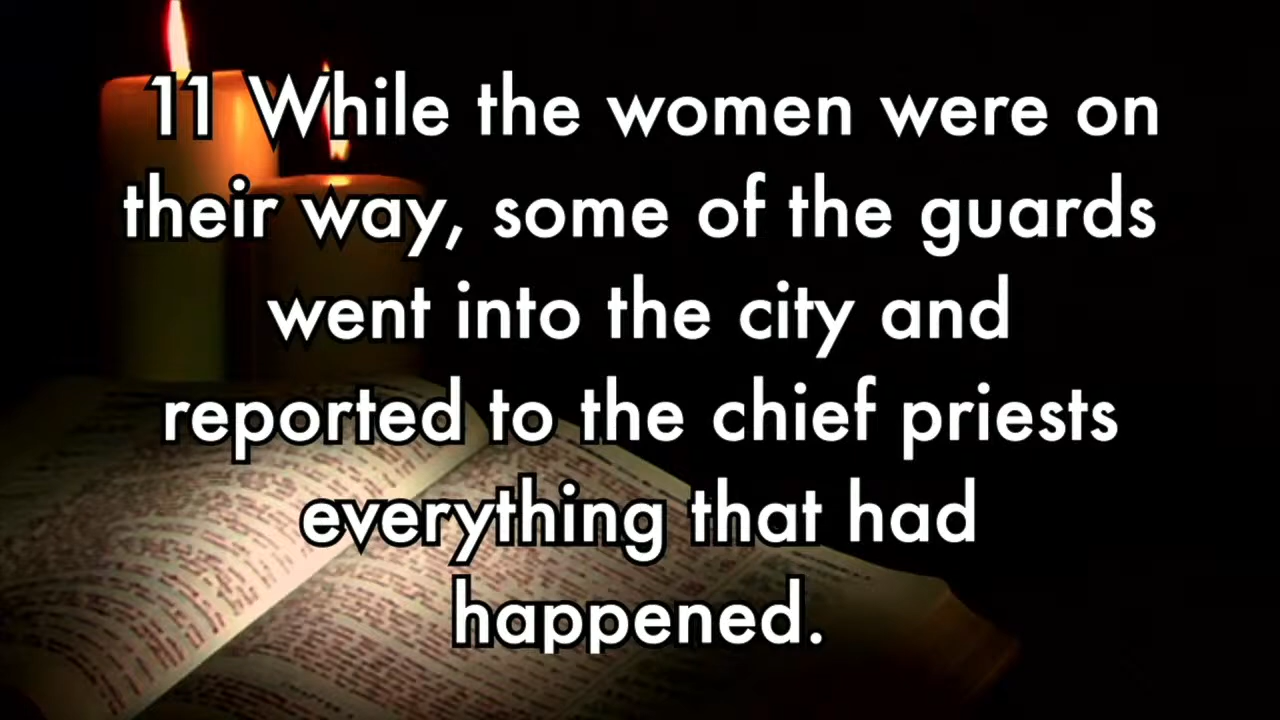 11 While the women were on
their way, some of the guards
went into the city and
reported to the chief priests
everything that had
happened.